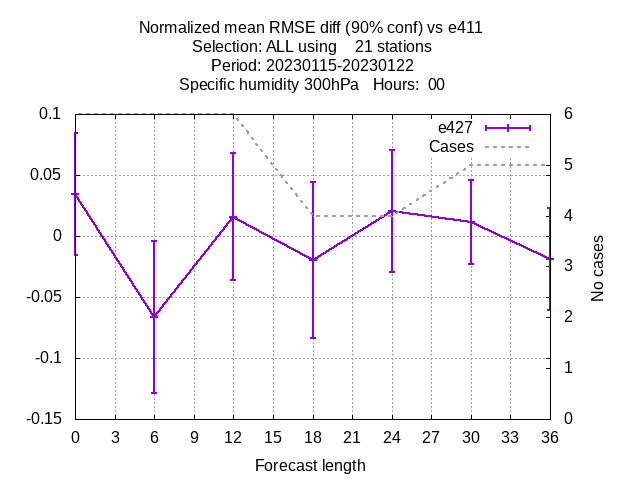 Normalized mean RMSE diff (90% conf) vs e411
Selection: ALL using    21 stations
Period: 20230115-20230122
Specific humidity 300hPa   Hours:  00
e427
Cases
0.1
0.05
0
-0.05
-0.1
-0.15
6
5
4
3
2
1
0
No cases
0 3 6 9 12 15 18 21 24 27 30 33 36
Forecast length